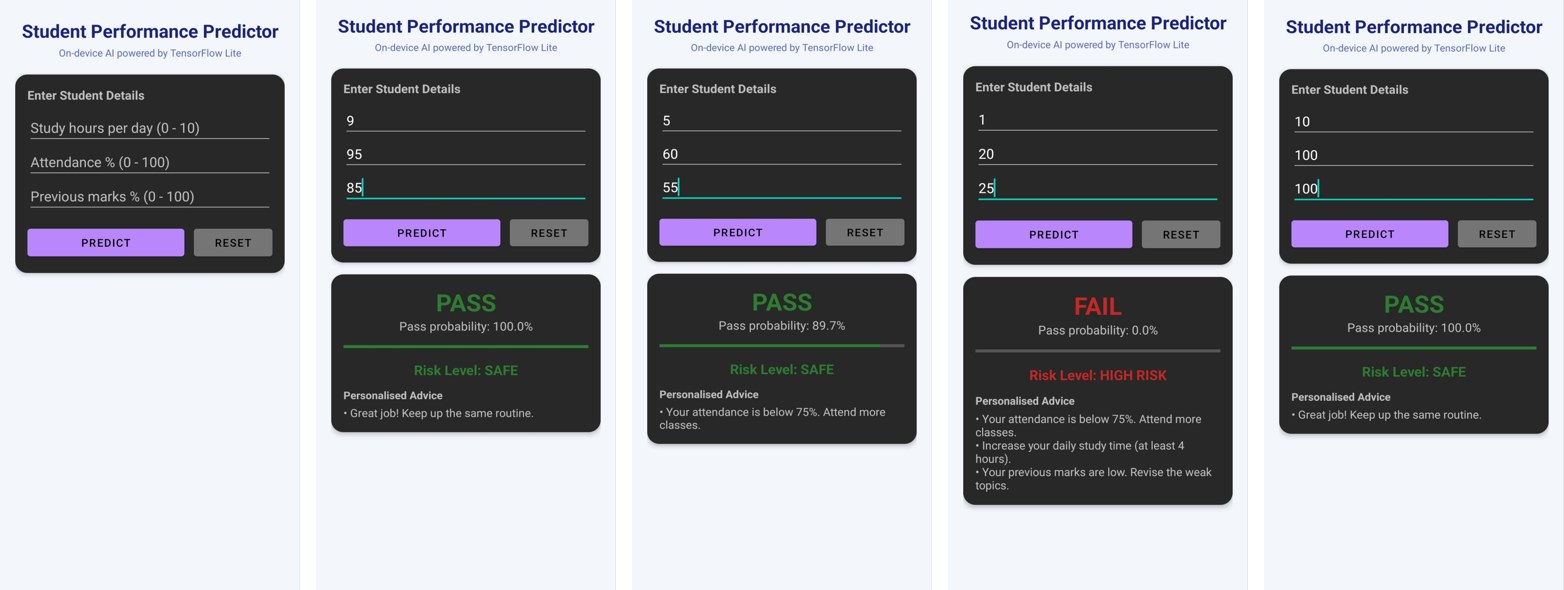 Student Performance Predictor
On-device AI powered by TensorFlow Lite
Enter Student Details
Study hours per day (0 - 10)
Attendance % (0 - 100)
Previous marks % (0 - 100)
PREDICT
RESET
Student Performance Predictor
On-device AI powered by TensorFlow Lite
Enter Student Details
9
95
85
PREDICT
RESET
PASS
Pass probability: 100.0%
Risk Level: SAFE
Personalised Advice
• Great job! Keep up the same routine.
Student Performance Predictor
On-device AI powered by TensorFlow Lite
Enter Student Details
5
60
55
PREDICT
RESET
PASS
Pass probability: 89.7%
Risk Level: SAFE
Personalised Advice
• Your attendance is below 75%. Attend more
classes.
Student Performance Predictor
On-device AI powered by TensorFlow Lite
Enter Student Details
1
20
25
PREDICT
RESET
FAIL
Pass probability: 0.0%
Risk Level: HIGH RISK
Personalised Advice
• Your attendance is below 75%. Attend more
classes.
• Increase your daily study time (at least 4
hours).
• Your previous marks are low. Revise the weak
topics.
Student Performance Predictor
On-device AI powered by TensorFlow Lite
Enter Student Details
10
100
100
PREDICT
RESET
PASS
Pass probability: 100.0%
Risk Level: SAFE
Personalised Advice
• Great job! Keep up the same routine.